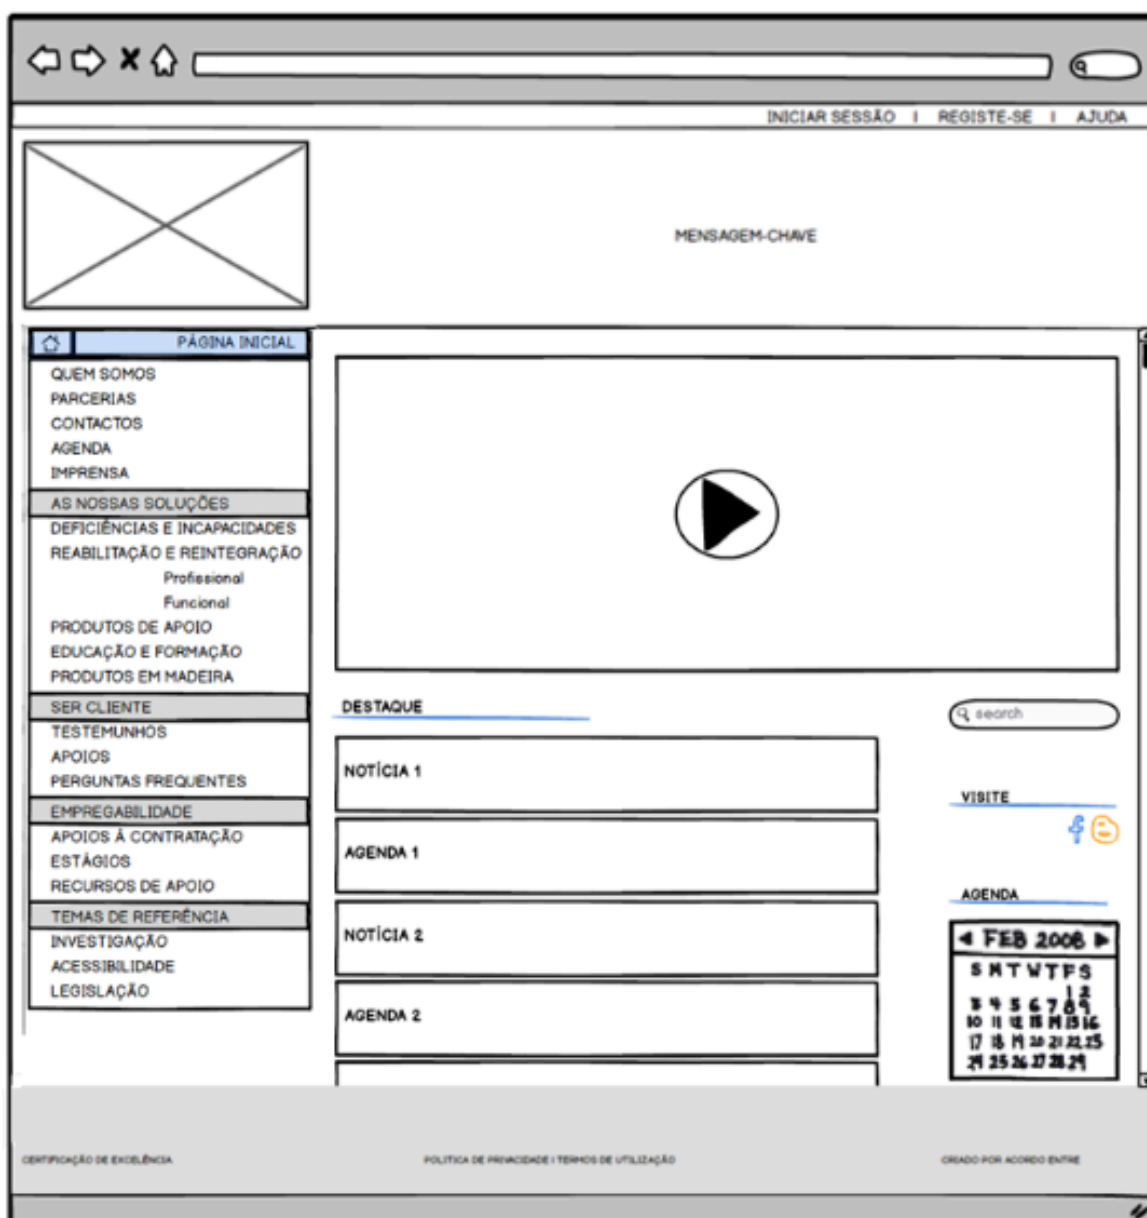 INICIAR SESSÃO I REGISTE-SE I AJUDA
MENSAGEM-CHAVE
PÁGINA INICIAL
QUEM SOMOS
PARCERIAS
CONTACTOS
AGENDA
IMPRENSA
AS NOSSAS SOLUÇÕES
DEFICIÊNCIAS E INCAPACIDADES
REABILITAÇÃO E REINTEGRAÇÃO
Profissional
Funcional
PRODUTOS DE APOIO
EDUCAÇÃO E FORMAÇÃO
PRODUTOS EM MADEIRA
SER CLIENTE
TESTEMUNHOS
APOIOS
PERGUNTAS FREQUENTES
EMPREGABILIDADE
APOIOS À CONTRATAÇÃO
ESTÁGIOS
RECURSOS DE APOIO
TEMAS DE REFERÊNCIA
INVESTIGAÇÃO
ACESSIBILIDADE
LEGISLAÇÃO
DESTAQUE
NOTÍCIA 1
AGENDA 1
NOTÍCIA 2
AGENDA 2
search
VISITE
AGENDA
FEB 2008
S M T W T F S
1 2
3 4 5 6 7 8 9
10 11 12 13 14 15 16
17 18 19 20 21 22 23
24 25 26 27 28 29
CERTIFICAÇÃO DE EXCELÊNCIA
POLITICA DE PRIVACIDADE I TERMOS DE UTILIZAÇÃO
CRIADO POR ACORDO ENTRE